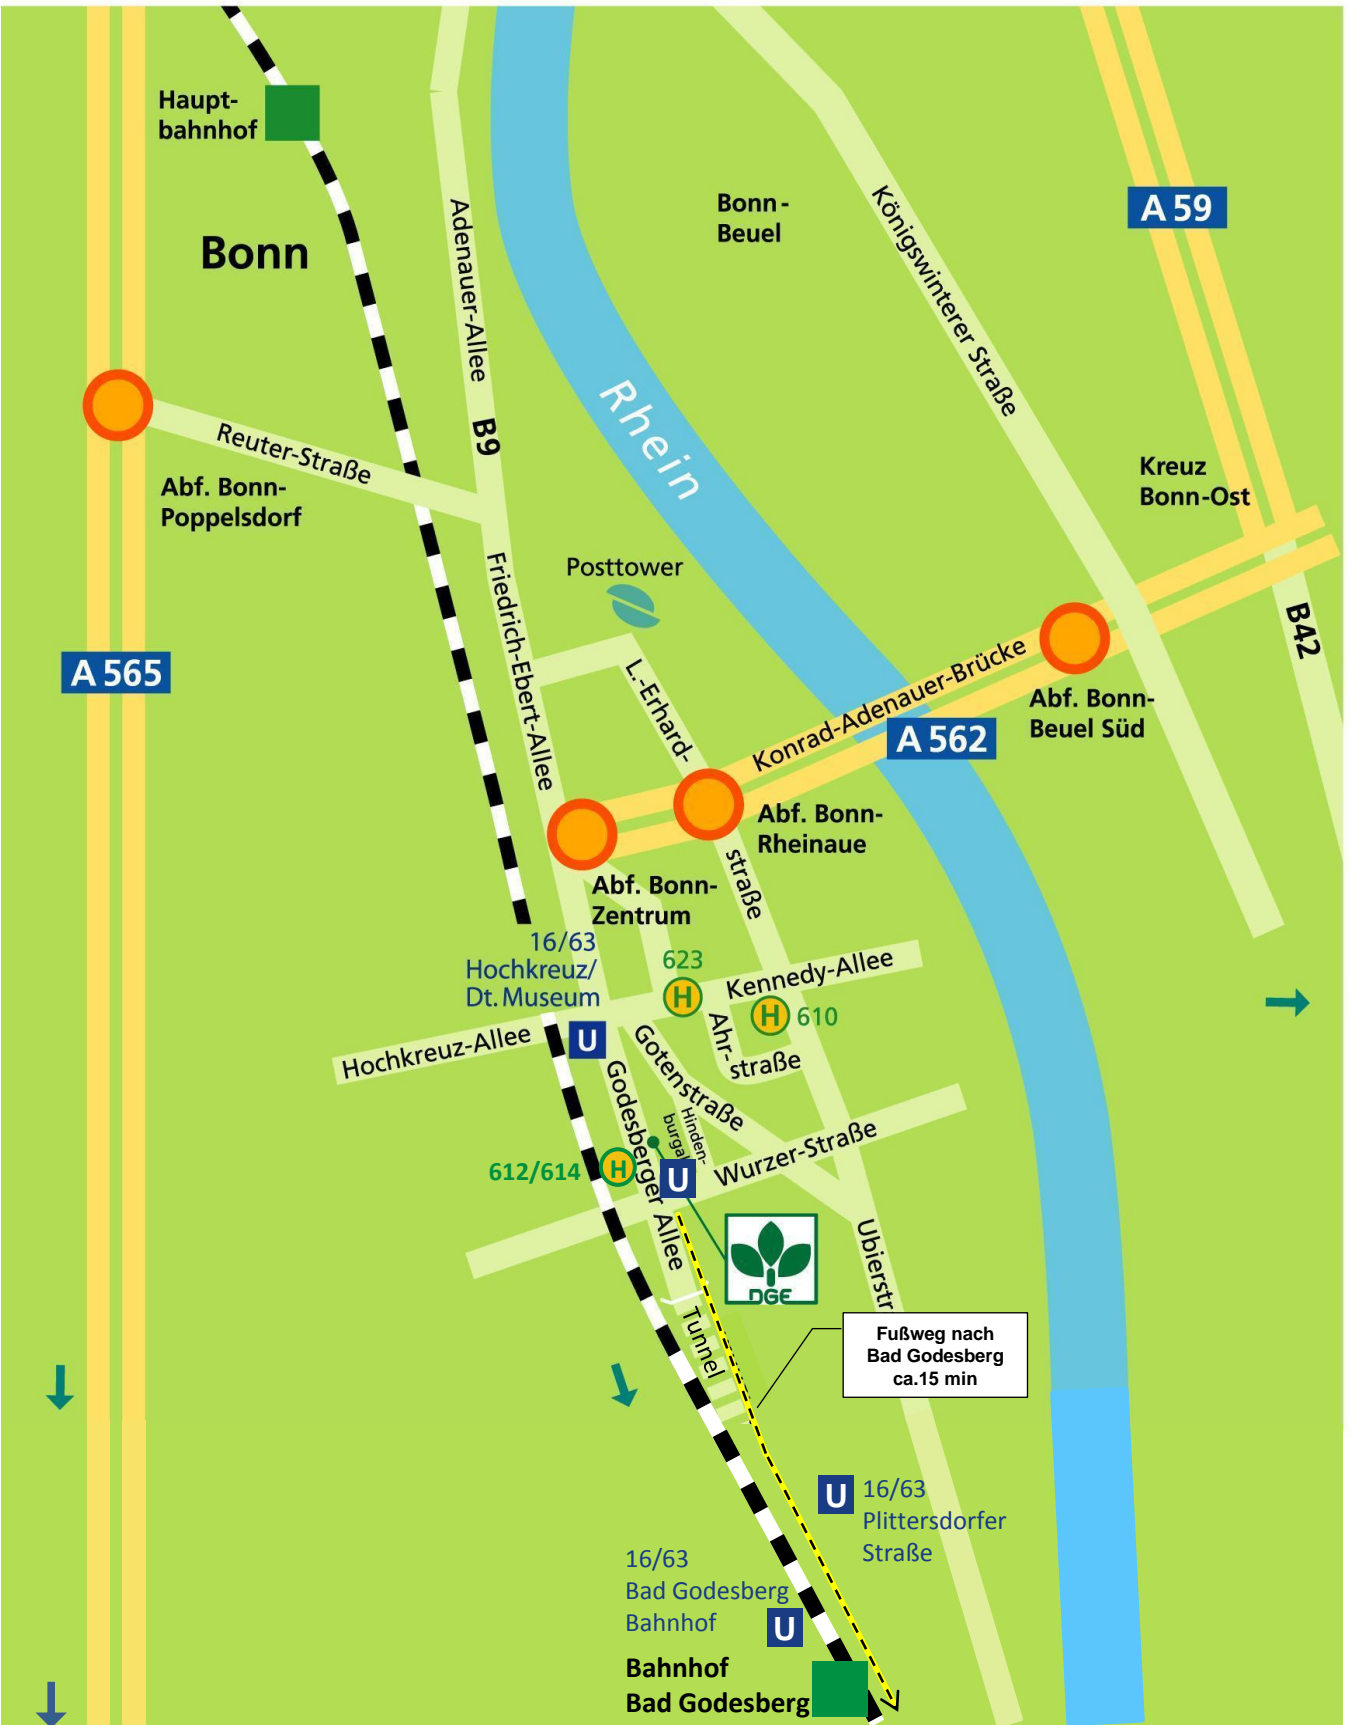 Haupt-
bahnhof
Bonn
Adenauer-Allee
B9
Rhein
Bonn-
Beuel
Königswinterer Straße
A 59
Reuter-Straße
Abf. Bonn-
Poppelsdorf
Kreuz
Bonn-Ost
Posttower
Friedrich-Ebert-Allee
L.-Erhard-
straße
B42
A 565
Konrad-Adenauer-Brücke
A 562
Abf. Bonn-
Beuel Süd
Abf. Bonn-
Rheinaue
Abf. Bonn-
Zentrum
16/63
Hochkreuz/
Dt. Museum
U
623
H
Kennedy-Allee
H
610
Hochkreuz-Allee
Gotenstraße
Ahr-
straße
Godesberger Allee
Hinden-
burgal
612/614
H
U
Wurzer-Straße
DGE
Ubierstr
Tunnel
Fußweg nach
Bad Godesberg
ca.15 min
U
16/63
Plittersdorfer
Straße
16/63
Bad Godesberg
Bahnhof
U
Bahnhof
Bad Godesberg